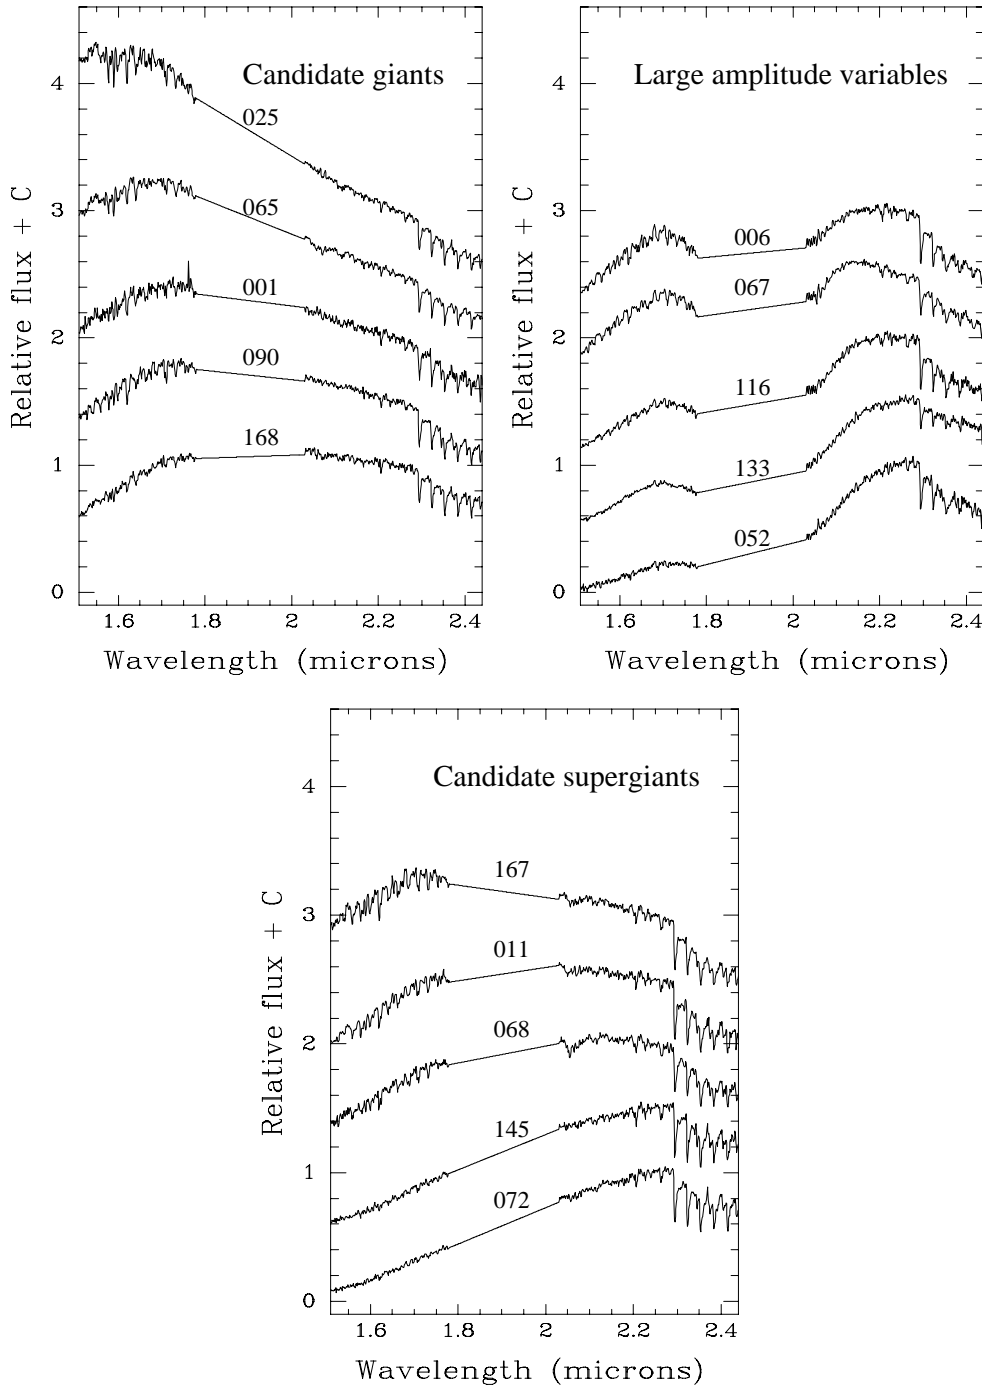 Candidate giants
025
065
001
090
168
4
3
2
1
0
Relative flux + C
1.6 1.8 2 2.2 2.4
Wavelength (microns)
Large amplitude variables
006
067
116
133
052
4
3
2
1
0
Relative flux + C
1.6 1.8 2 2.2 2.4
Wavelength (microns)
Candidate supergiants
167
011
068
145
072
4
3
2
1
0
Relative flux + C
1.6 1.8 2 2.2 2.4
Wavelength (microns)